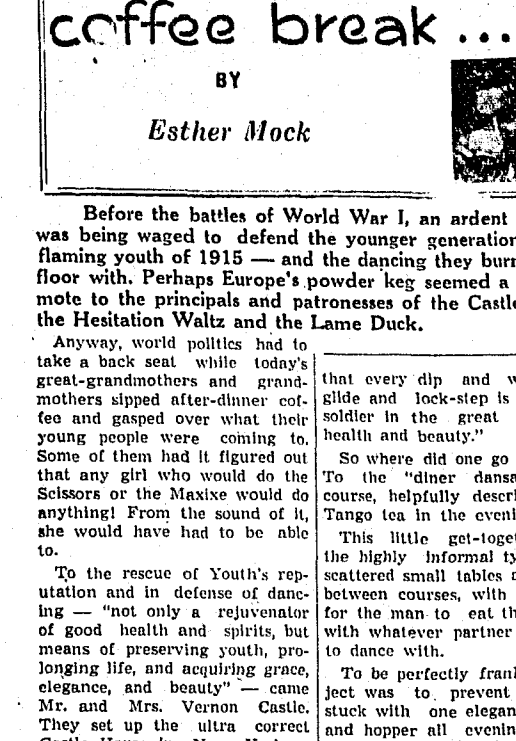 coffee break ...
BY
Esther Mock
Before the battles of World War I, an ardent
was being waged to defend the younger generation
flaming youth of 1915 — and the dancing they burn
floor with. Perhaps Europe's powder keg seemed a
mote to the principals and patronesses of the Castle
the Hesitation Waltz and the Lame Duck.
Anyway, world politics had to
take a back seat while today's
great-grandmothers and grand-
mothers sipped after-dinner cof-
fee and gasped over what their
young people were coming to.
Some of them had it figured out
that any girl who would do the
Scissors or the Maxixe would do
anything! From the sound of it,
she would have had to be able
to.
To the rescue of Youth's rep-
utation and in defense of danc-
ing — "not only a rejuvenator
of good health and spirits, but
means of preserving youth, pro-
longing life, and acquiring grace,
elegance, and beauty" — came
Mr. and Mrs. Vernon Castle.
They set up the ultra correct
that every dip and
glide and lock-step is
soldier in the great
health and beauty."
So where did one go
To the "diner dansa
course, helpfully descri
Tango tea in the eveni
This little get-toget
the highly informal ty
scattered small tables
between courses, with
for the man to eat th
with whatever partner
to dance with.
To be perfectly frank
ject was to prevent
stuck with one elegan
and hopper all evenin